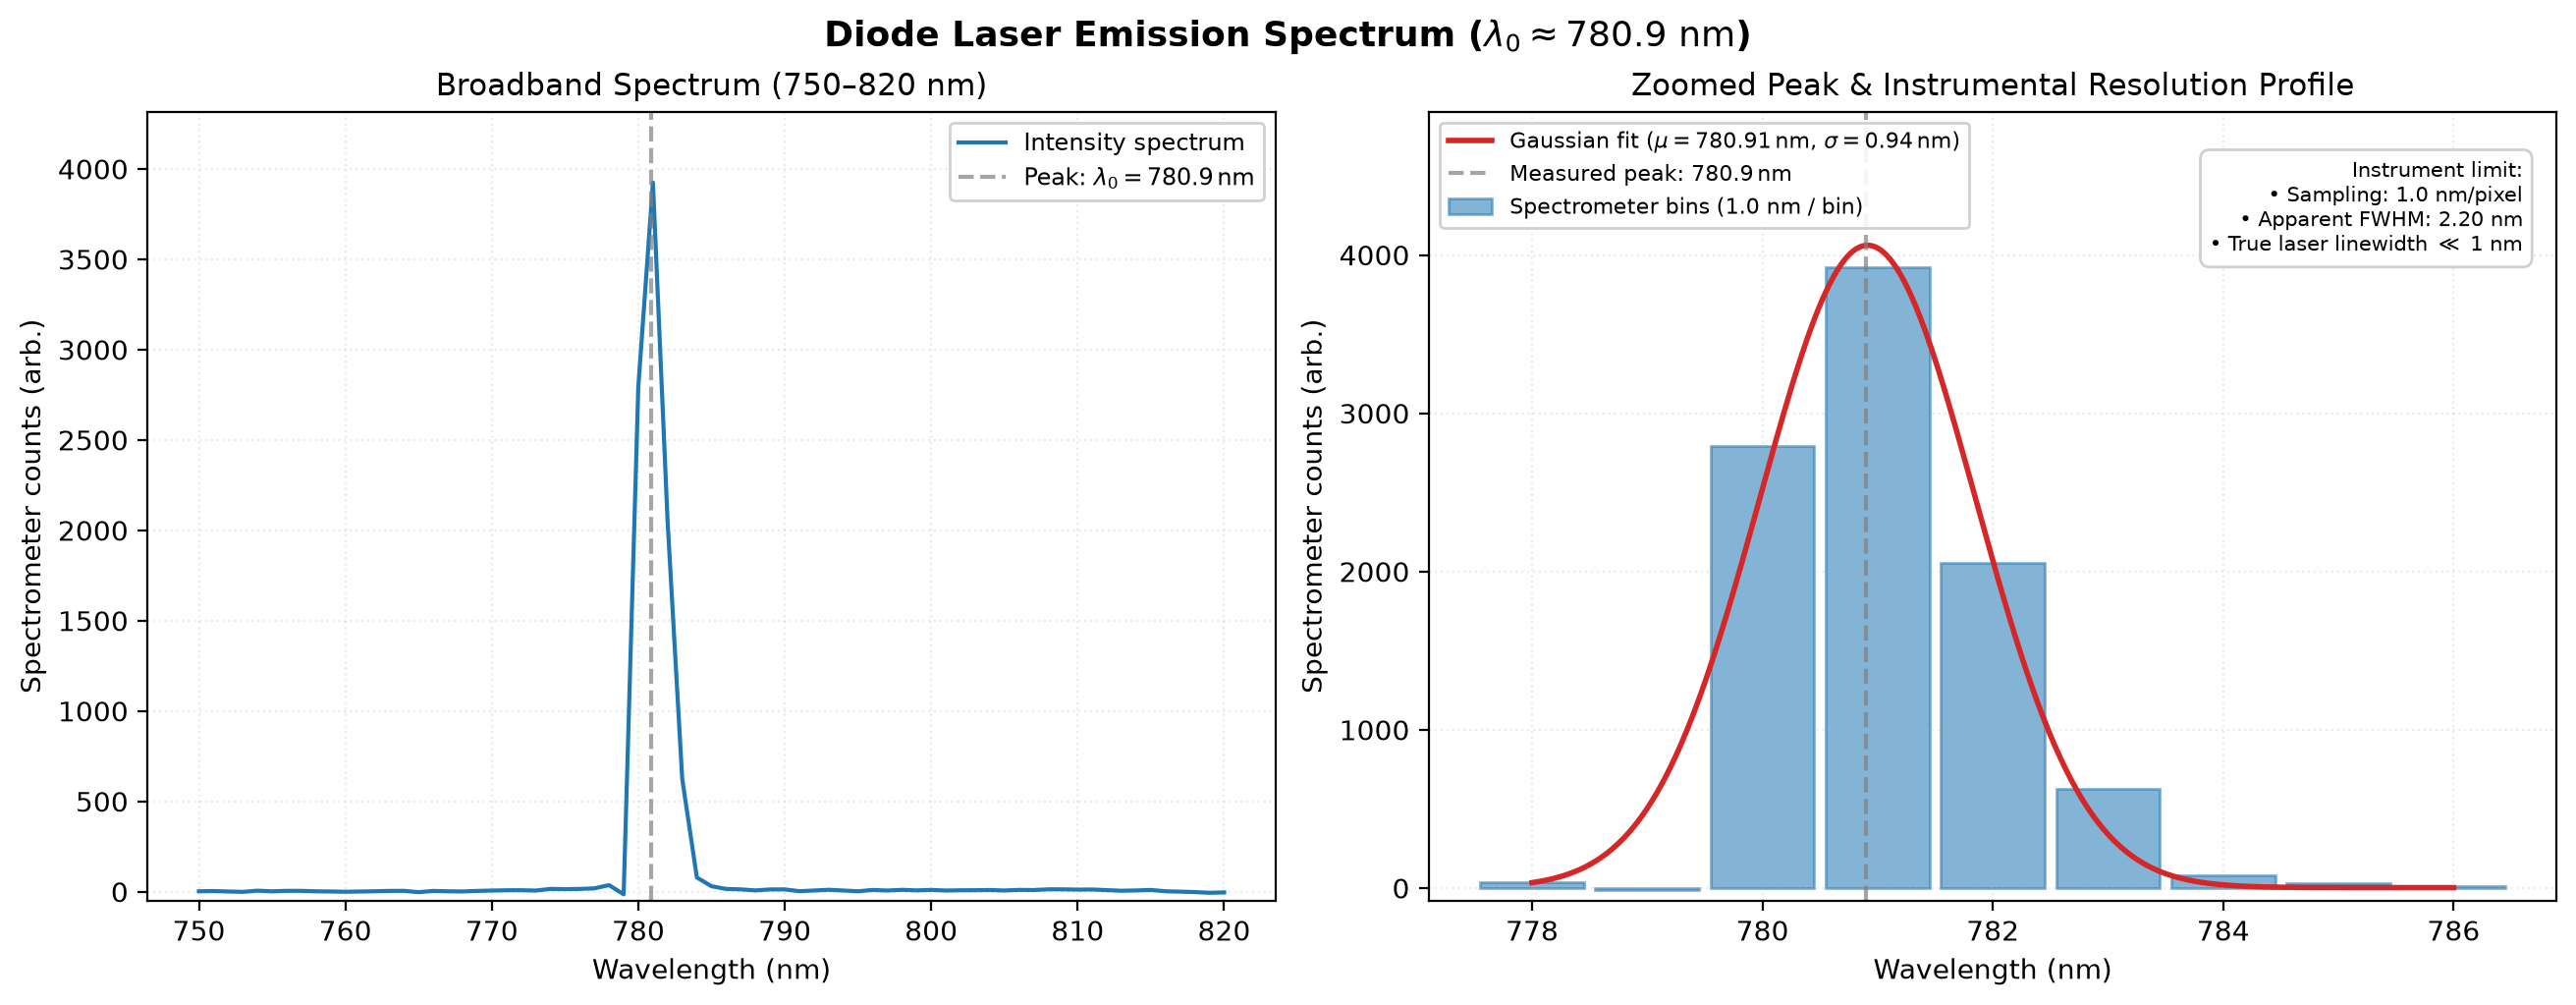 Diode Laser Emission Spectrum (λ₀ ≈ 780.9 nm)
Broadband Spectrum (750–820 nm)
Intensity spectrum
Peak: λ₀ = 780.9 nm
Spectrometer counts (arb.)
4000
3500
3000
2500
2000
1500
1000
500
0
750 760 770 780 790 800 810 820
Wavelength (nm)
Zoomed Peak & Instrumental Resolution Profile
Gaussian fit (μ = 780.91 nm, σ = 0.94 nm)
Measured peak: 780.9 nm
Spectrometer bins (1.0 nm / bin)
Instrument limit:
• Sampling: 1.0 nm/pixel
• Apparent FWHM: 2.20 nm
• True laser linewidth ≪ 1 nm
Spectrometer counts (arb.)
4000
3000
2000
1000
0
778 780 782 784 786
Wavelength (nm)